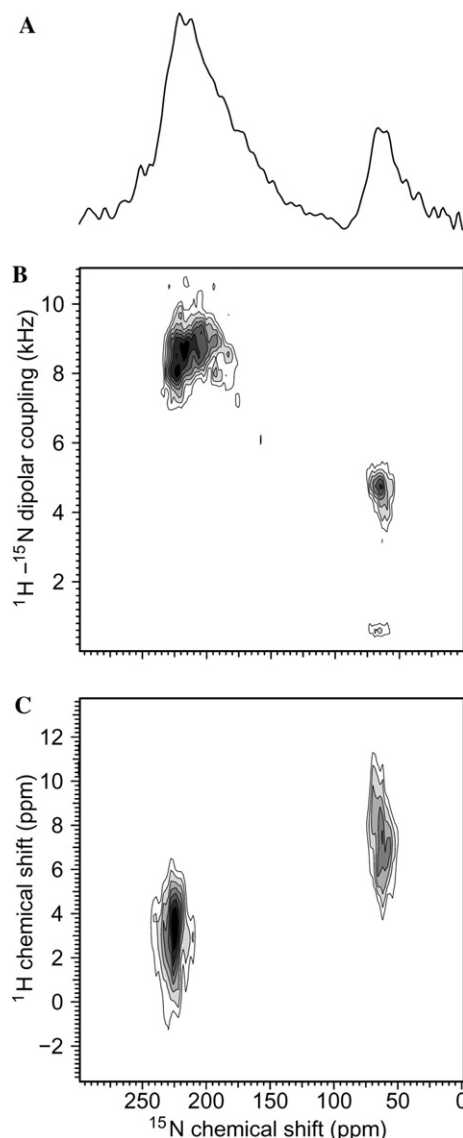 A
B
10
8
6
4
2
¹H –¹⁵N dipolar coupling (kHz)
C
12
10
8
6
4
2
0
−2
¹H chemical shift (ppm)
250 200 150 100 50 0
¹⁵N chemical shift (ppm)